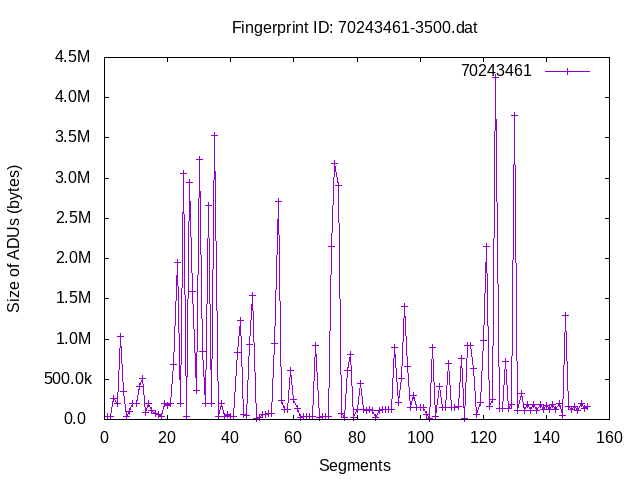 Fingerprint ID: 70243461-3500.dat
4.5M
70243461
4.0M
3.5M
3.0M
2.5M
2.0M
1.5M
1.0M
500.0k
0.0
Size of ADUs (bytes)
0 20 40 60 80 100 120 140 160
Segments